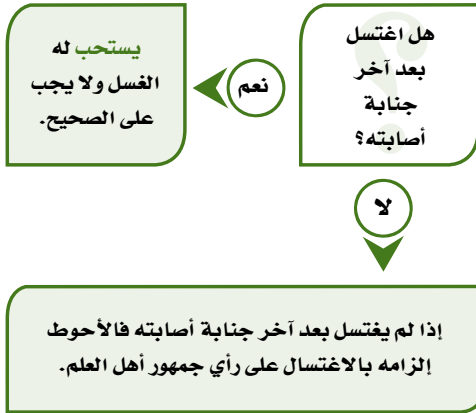 هل اغتسل
بعد آخر
جنابة
أصابته؟
نعم
يستحب له
الغسل ولا يجب
على الصحيح.
لا
إذا لم يغتسل بعد آخر جنابة أصابته فالأحوط
إلزامه بالاغتسال على رأي جمهور أهل العلم.